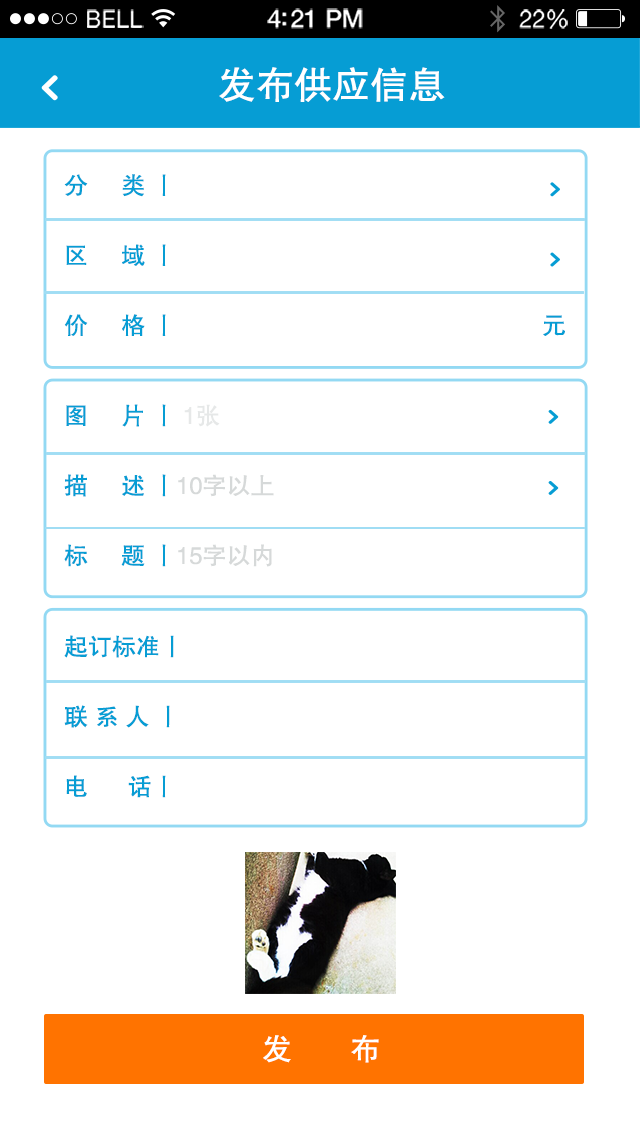 BELL 4:21 PM 22%
发布供应信息
分 类
区 域
价 格 元
图 片 1张
描 述 10字以上
标 题 15字以内
起订标准
联 系 人
电 话
发 布